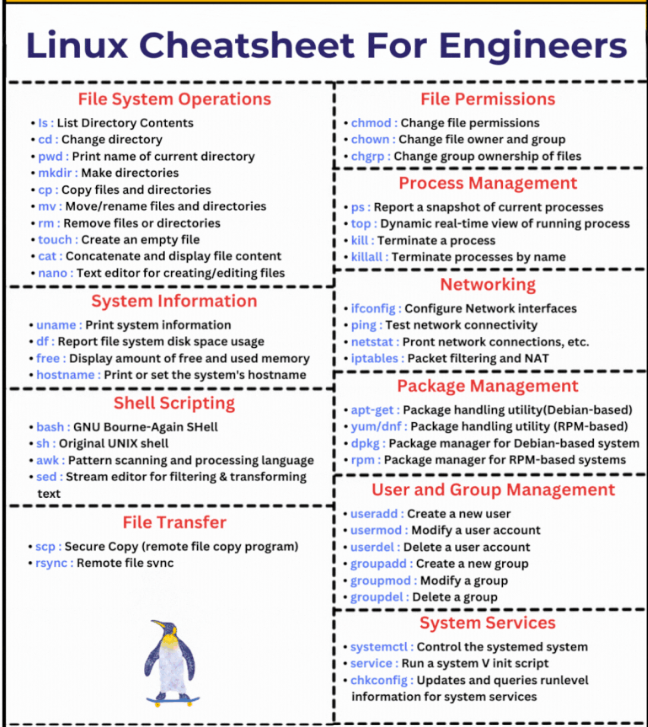 Linux Cheatsheet For Engineers
File System Operations
• ls : List Directory Contents
• cd : Change directory
• pwd : Print name of current directory
• mkdir : Make directories
• cp : Copy files and directories
• mv : Move/rename files and directories
• rm : Remove files or directories
• touch : Create an empty file
• cat : Concatenate and display file content
• nano : Text editor for creating/editing files
System Information
• uname : Print system information
• df : Report file system disk space usage
• free : Display amount of free and used memory
• hostname : Print or set the system's hostname
Shell Scripting
• bash : GNU Bourne-Again SHell
• sh : Original UNIX shell
• awk : Pattern scanning and processing language
• sed : Stream editor for filtering & transforming
text
File Transfer
• scp : Secure Copy (remote file copy program)
• rsync : Remote file svnc
File Permissions
• chmod : Change file permissions
• chown : Change file owner and group
• chgrp : Change group ownership of files
Process Management
• ps : Report a snapshot of current processes
• top : Dynamic real-time view of running process
• kill : Terminate a process
• killall : Terminate processes by name
Networking
• ifconfig : Configure Network interfaces
• ping : Test network connectivity
• netstat : Pront network connections, etc.
• iptables : Packet filtering and NAT
Package Management
• apt-get : Package handling utility(Debian-based)
• yum/dnf : Package handling utility (RPM-based)
• dpkg : Package manager for Debian-based system
• rpm : Package manager for RPM-based systems
User and Group Management
• useradd : Create a new user
• usermod : Modify a user account
• userdel : Delete a user account
• groupadd : Create a new group
• groupmod : Modify a group
• groupdel : Delete a group
System Services
• systemctl : Control the systemed system
• service : Run a system V init script
• chkconfig : Updates and queries runlevel
information for system services